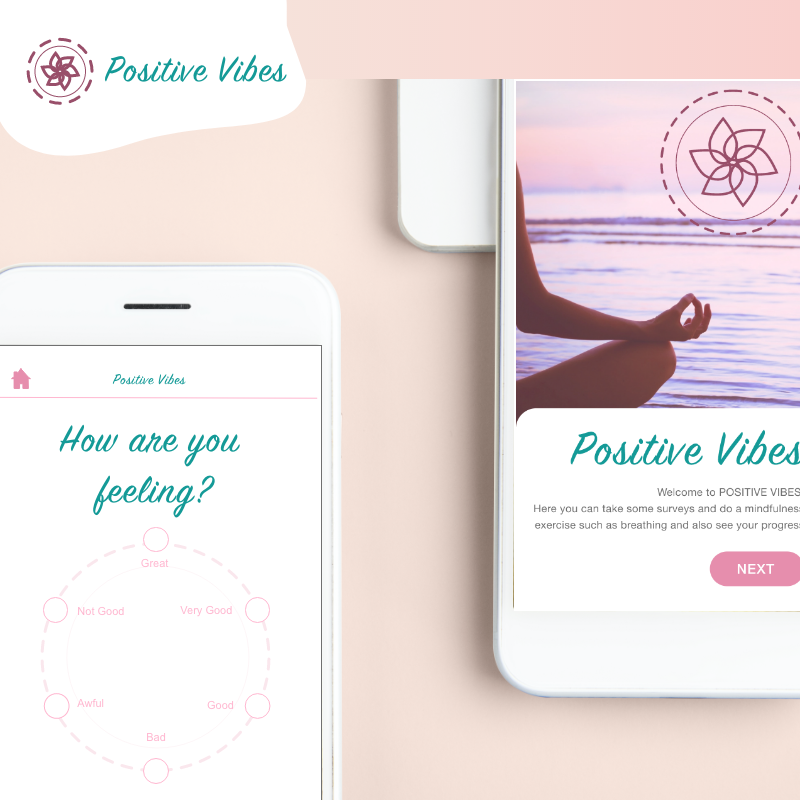 Positive Vibes
Positive Vibes
How are you
feeling?
Great
Not Good
Very Good
Awful
Good
Bad
Positive Vibes
Welcome to POSITIVE VIBES
Here you can take some surveys and do a mindfulness
exercise such as breathing and also see your progress
NEXT